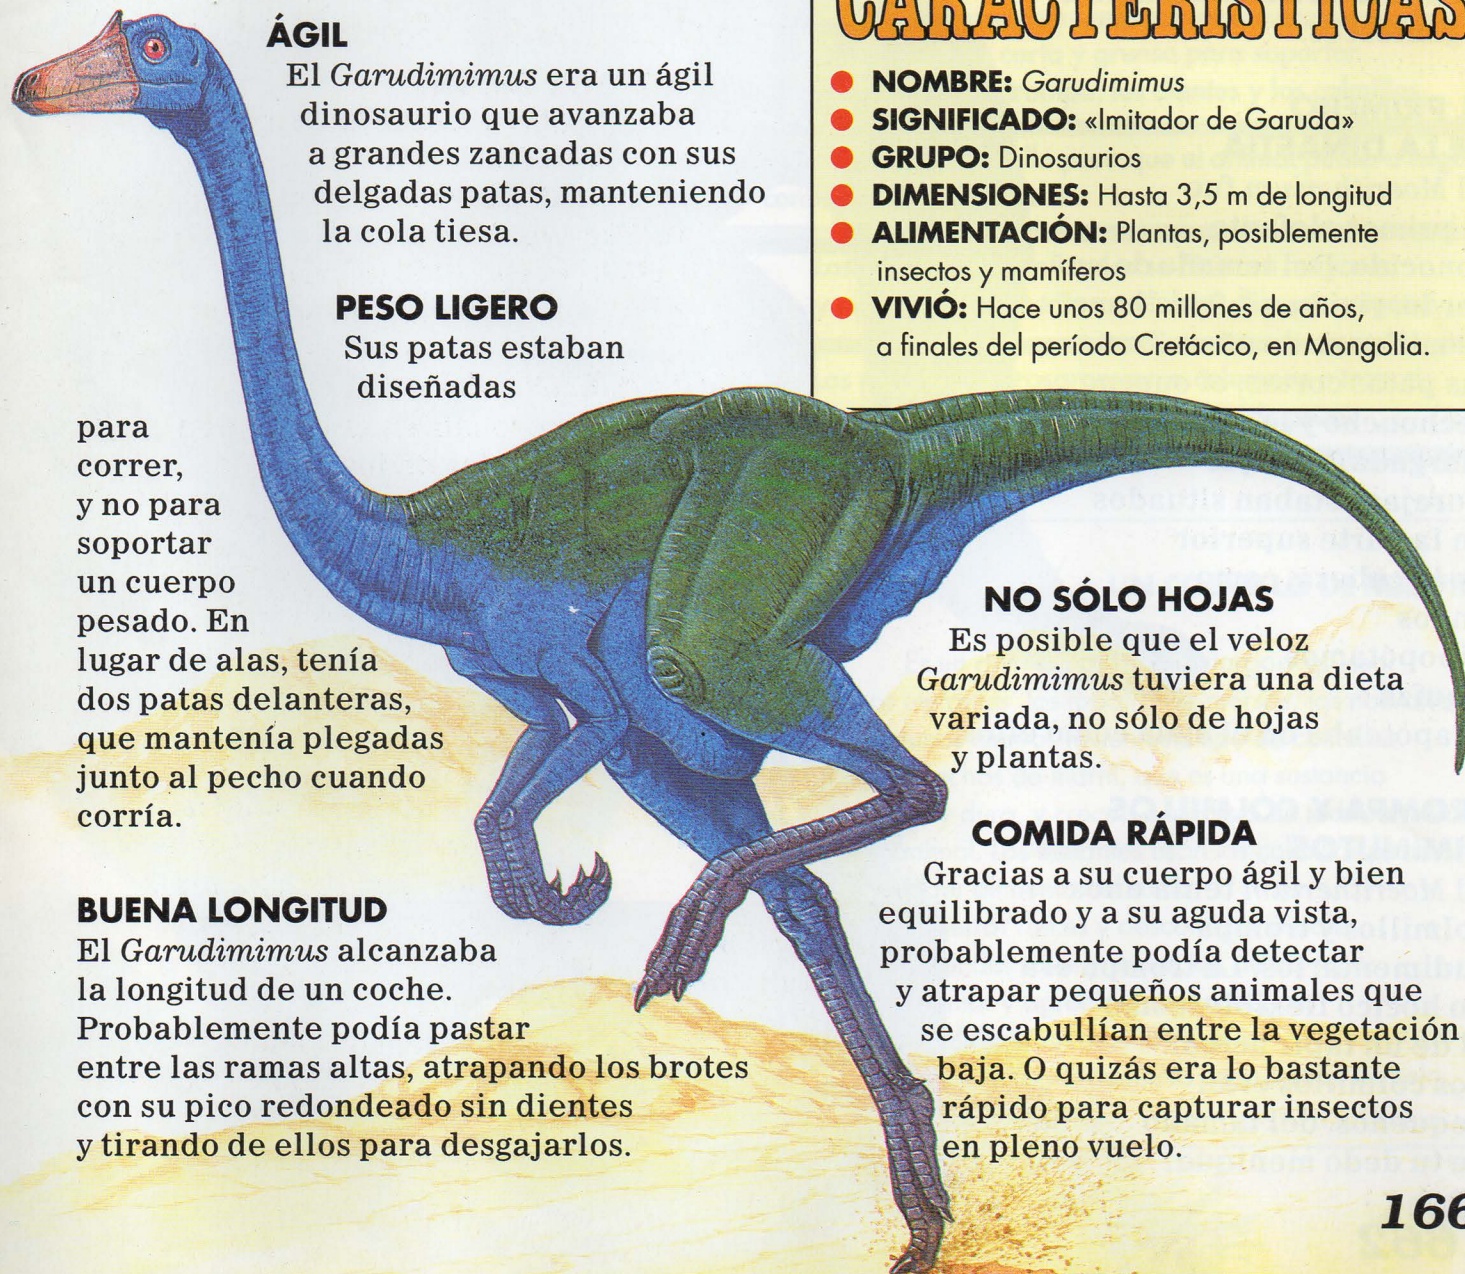 ÁGIL
El Garudimimus era un ágil
dinosaurio que avanzaba
a grandes zancadas con sus
delgadas patas, manteniendo
la cola tiesa.
PESO LIGERO
Sus patas estaban
diseñadas
para
correr,
y no para
soportar
un cuerpo
pesado. En
lugar de alas, tenía
dos patas delanteras,
que mantenía plegadas
junto al pecho cuando
corría.
BUENA LONGITUD
El Garudimimus alcanzaba
la longitud de un coche.
Probablemente podía pastar
entre las ramas altas, atrapando los brotes
con su pico redondeado sin dientes
y tirando de ellos para desgajarlos.
CARACTERÍSTICAS
● NOMBRE: Garudimimus
● SIGNIFICADO: «Imitador de Garuda»
● GRUPO: Dinosaurios
● DIMENSIONES: Hasta 3,5 m de longitud
● ALIMENTACIÓN: Plantas, posiblemente
insectos y mamíferos
● VIVIÓ: Hace unos 80 millones de años,
a finales del período Cretácico, en Mongolia.
NO SÓLO HOJAS
Es posible que el veloz
Garudimimus tuviera una dieta
variada, no sólo de hojas
y plantas.
COMIDA RÁPIDA
Gracias a su cuerpo ágil y bien
equilibrado y a su aguda vista,
probablemente podía detectar
y atrapar pequeños animales que
se escabullían entre la vegetación
baja. O quizás era lo bastante
rápido para capturar insectos
en pleno vuelo.
166